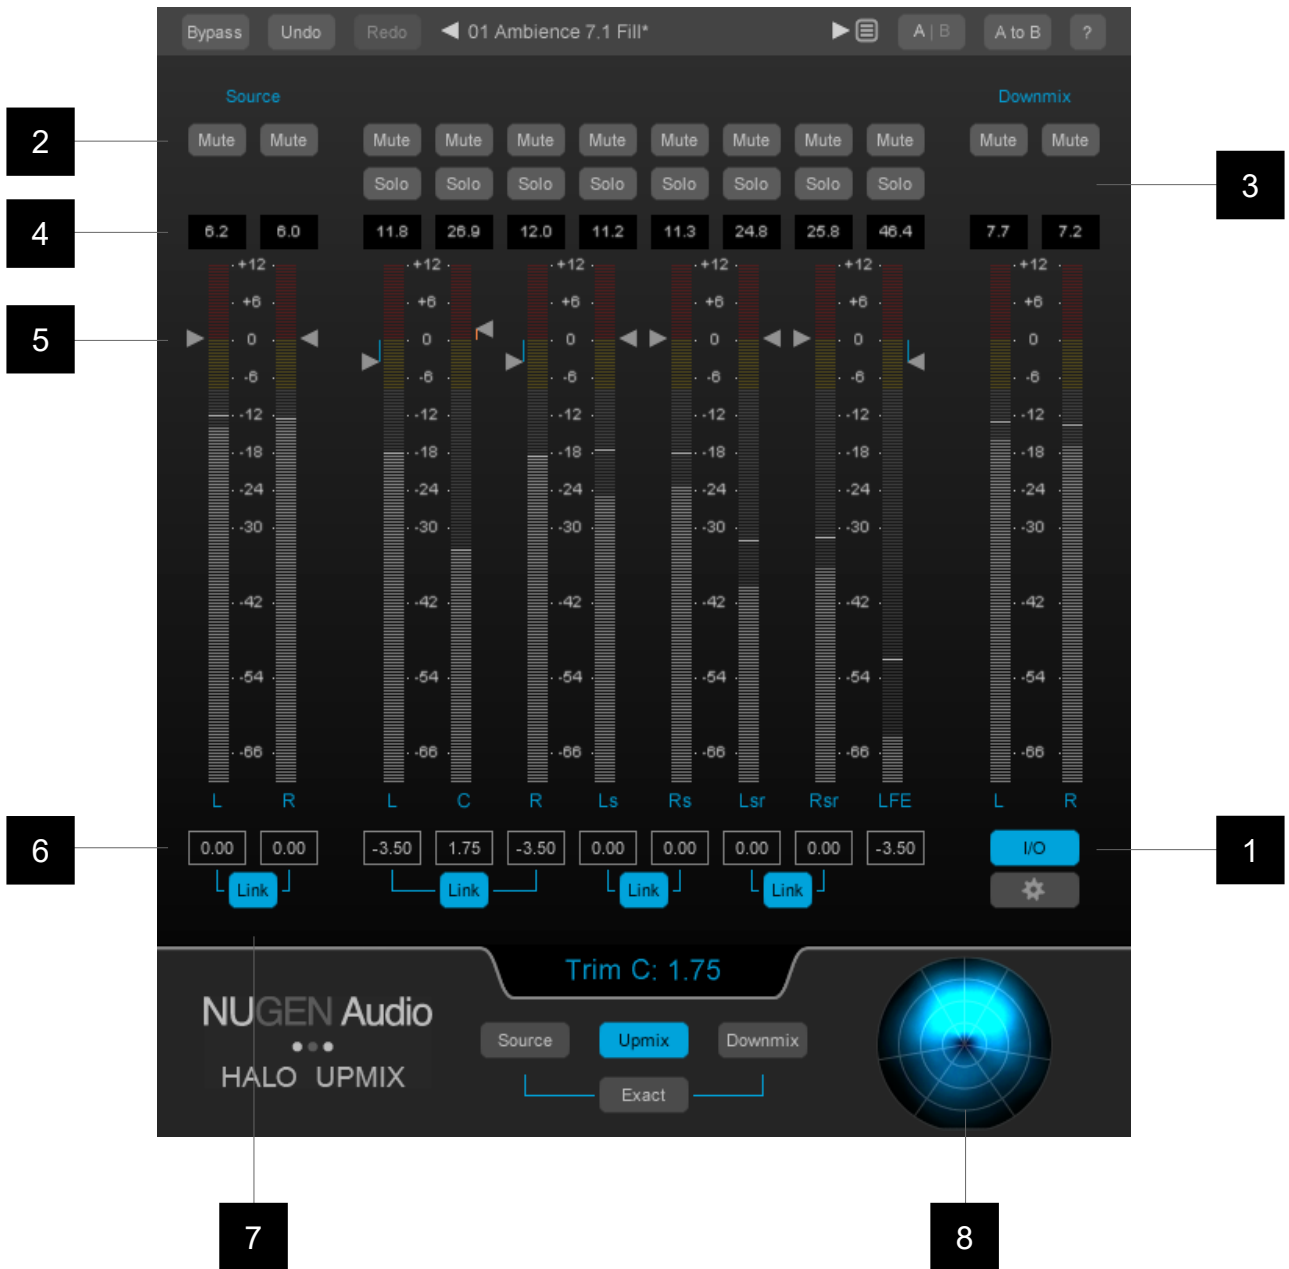 Bypass Undo Redo 01 Ambience 7.1 Fill* A | B A to B ?
Source Downmix
2 Mute Mute Mute Mute Mute Mute Mute Mute Mute Mute Mute Mute
Solo Solo Solo Solo Solo Solo Solo Solo 3
4 6.2 6.0 11.8 26.9 12.0 11.2 11.3 24.8 25.8 46.4 7.7 7.2
+12 +12 +12 +12 +12 +12
+6 +6 +6 +6 +6 +6
5 0 0 0 0 0 0
-6 -6 -6 -6 -6 -6
-12 -12 -12 -12 -12 -12
-18 -18 -18 -18 -18 -18
-24 -24 -24 -24 -24 -24
-30 -30 -30 -30 -30 -30
-42 -42 -42 -42 -42 -42
-54 -54 -54 -54 -54 -54
-66 -66 -66 -66 -66 -66
L R L C R Ls Rs Lsr Rsr LFE L R
6 0.00 0.00 -3.50 1.75 -3.50 0.00 0.00 0.00 0.00 -3.50 I/O 1
Link Link Link Link
Trim C: 1.75
NUGEN Audio
HALO UPMIX
Source Upmix Downmix
Exact
7 8